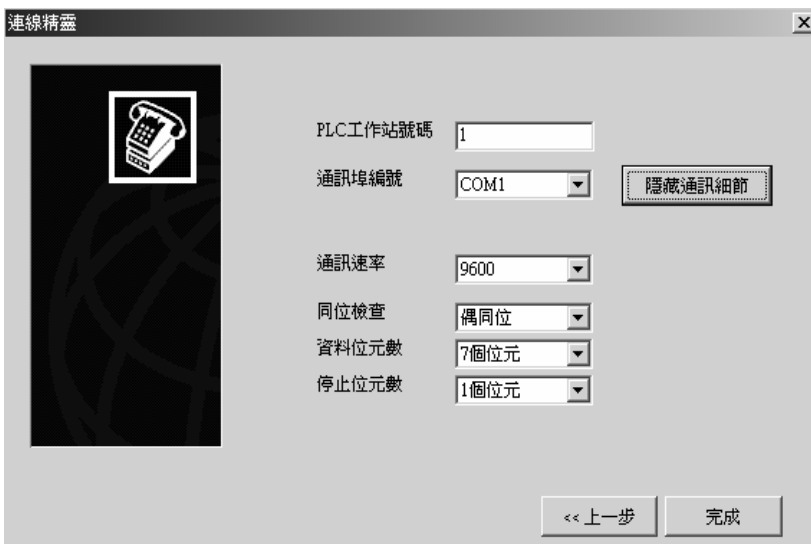 連線精靈
PLC工作站號碼 1
通訊埠編號 COM1 隱藏通訊細節
通訊速率 9600
同位檢查 偶同位
資料位元數 7個位元
停止位元數 1個位元
<<上一步 完成